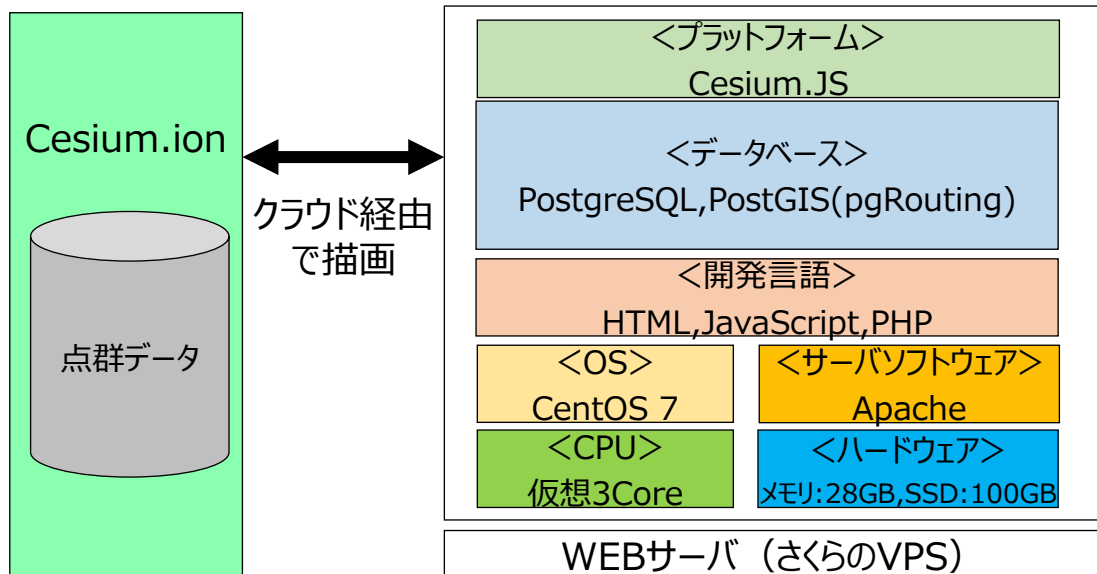 Cesium.ion
点群データ
クラウド経由
で描画
＜プラットフォーム＞
Cesium.JS
＜データベース＞
PostgreSQL,PostGIS(pgRouting)
＜開発言語＞
HTML,JavaScript,PHP
＜OS＞
CentOS 7
＜サーバソフトウェア＞
Apache
＜CPU＞
仮想3Core
＜ハードウェア＞
メモリ:28GB,SSD:100GB
WEBサーバ（さくらのVPS）